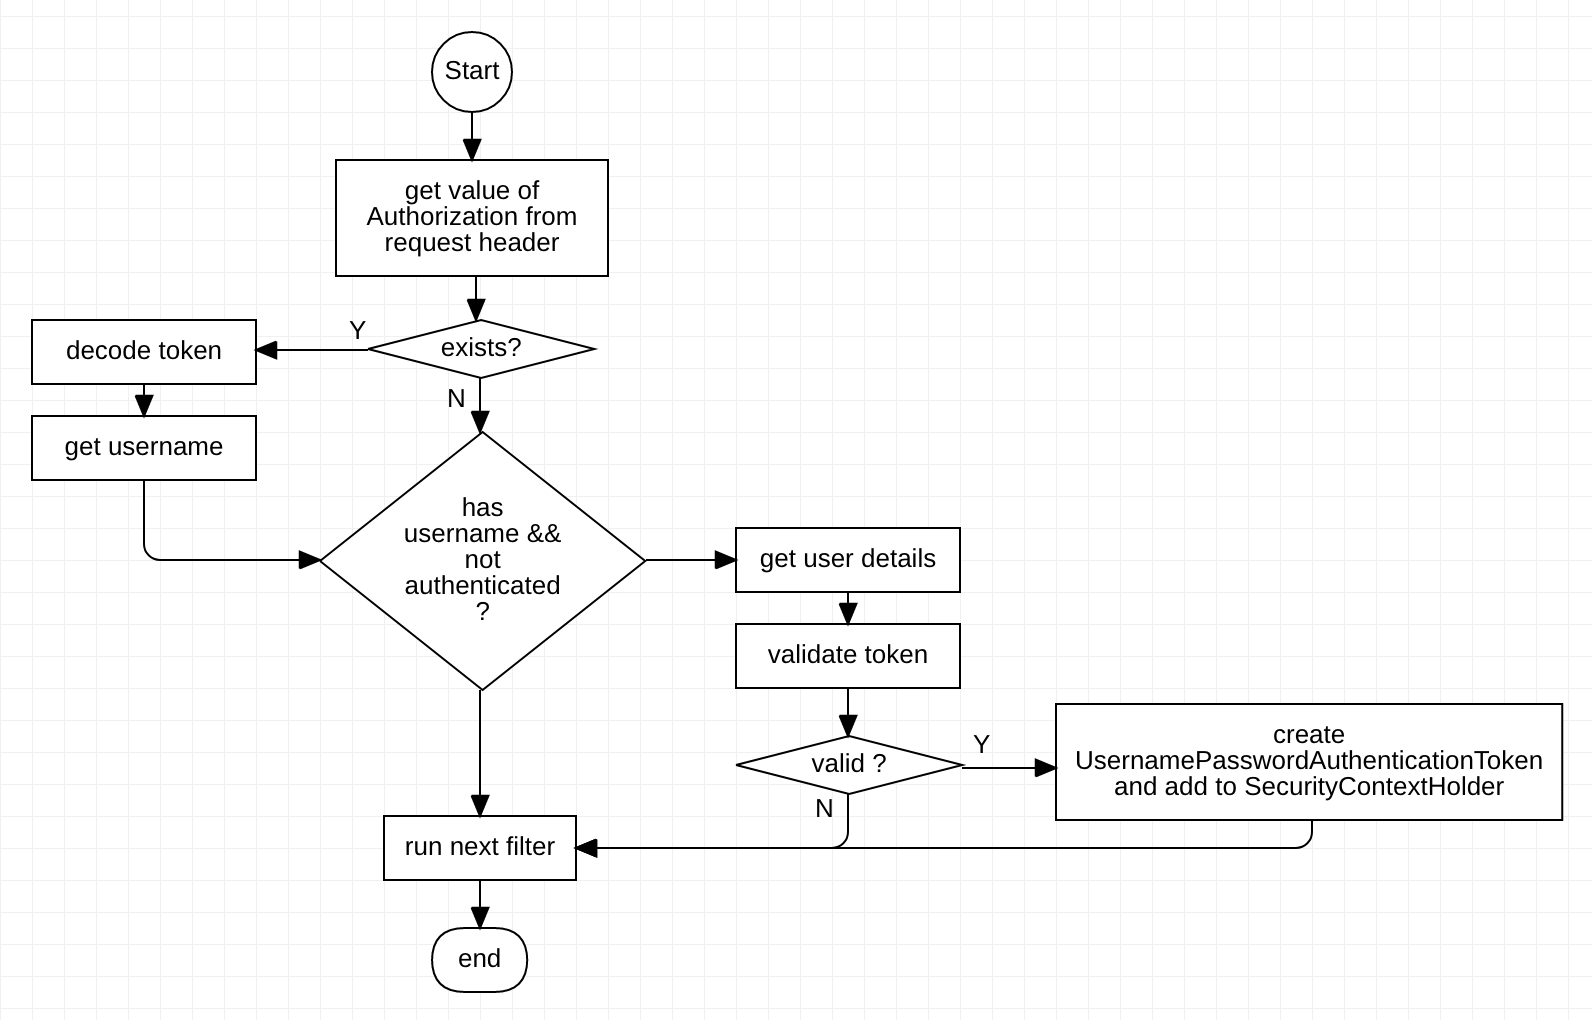 Start
get value of
Authorization from
request header
exists?
Y
decode token
N
get username
has
username &&
not
authenticated
?
get user details
validate token
valid ?
Y
create
UsernamePasswordAuthenticationToken
and add to SecurityContextHolder
N
run next filter
end